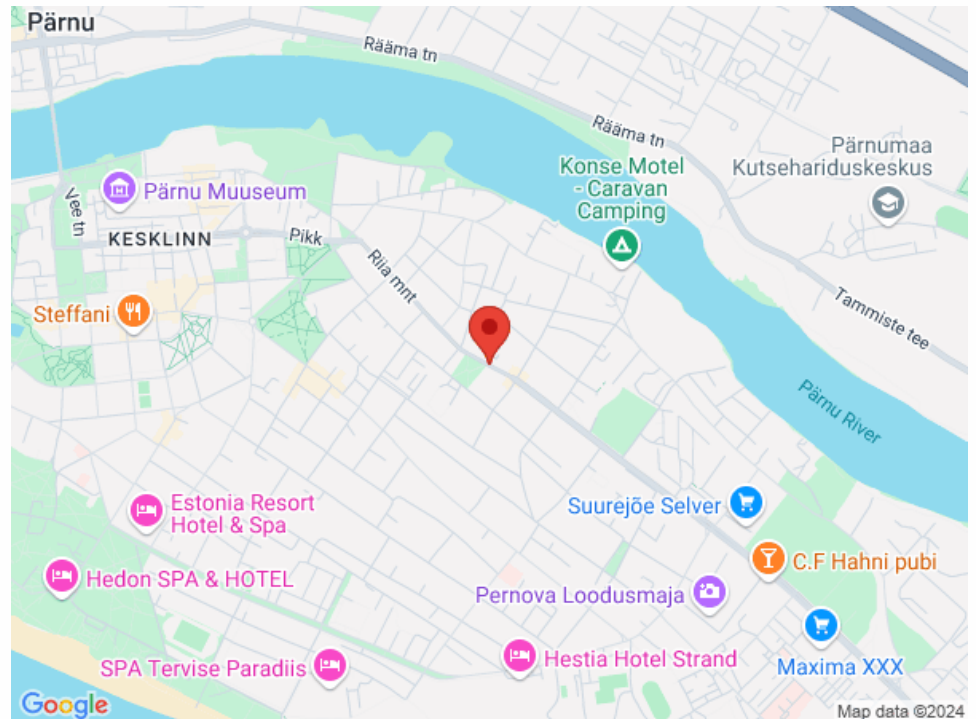 Pärnu
Rääma tn
Rääma tn
Pärnumaa
Kutsehariduskeskus
Konse Motel
- Caravan
Camping
Pärnu Muuseum
Vee tn
KESKLINN
Pikk
Riia mnt
Steffani
Tammiste tee
Pärnu River
Estonia Resort
Hotel & Spa
Suurejõe Selver
C.F Hahni pubi
Hedon SPA & HOTEL
Pernova Loodusmaja
SPA Tervise Paradiis
Hestia Hotel Strand
Maxima XXX
Google
Map data ©2024